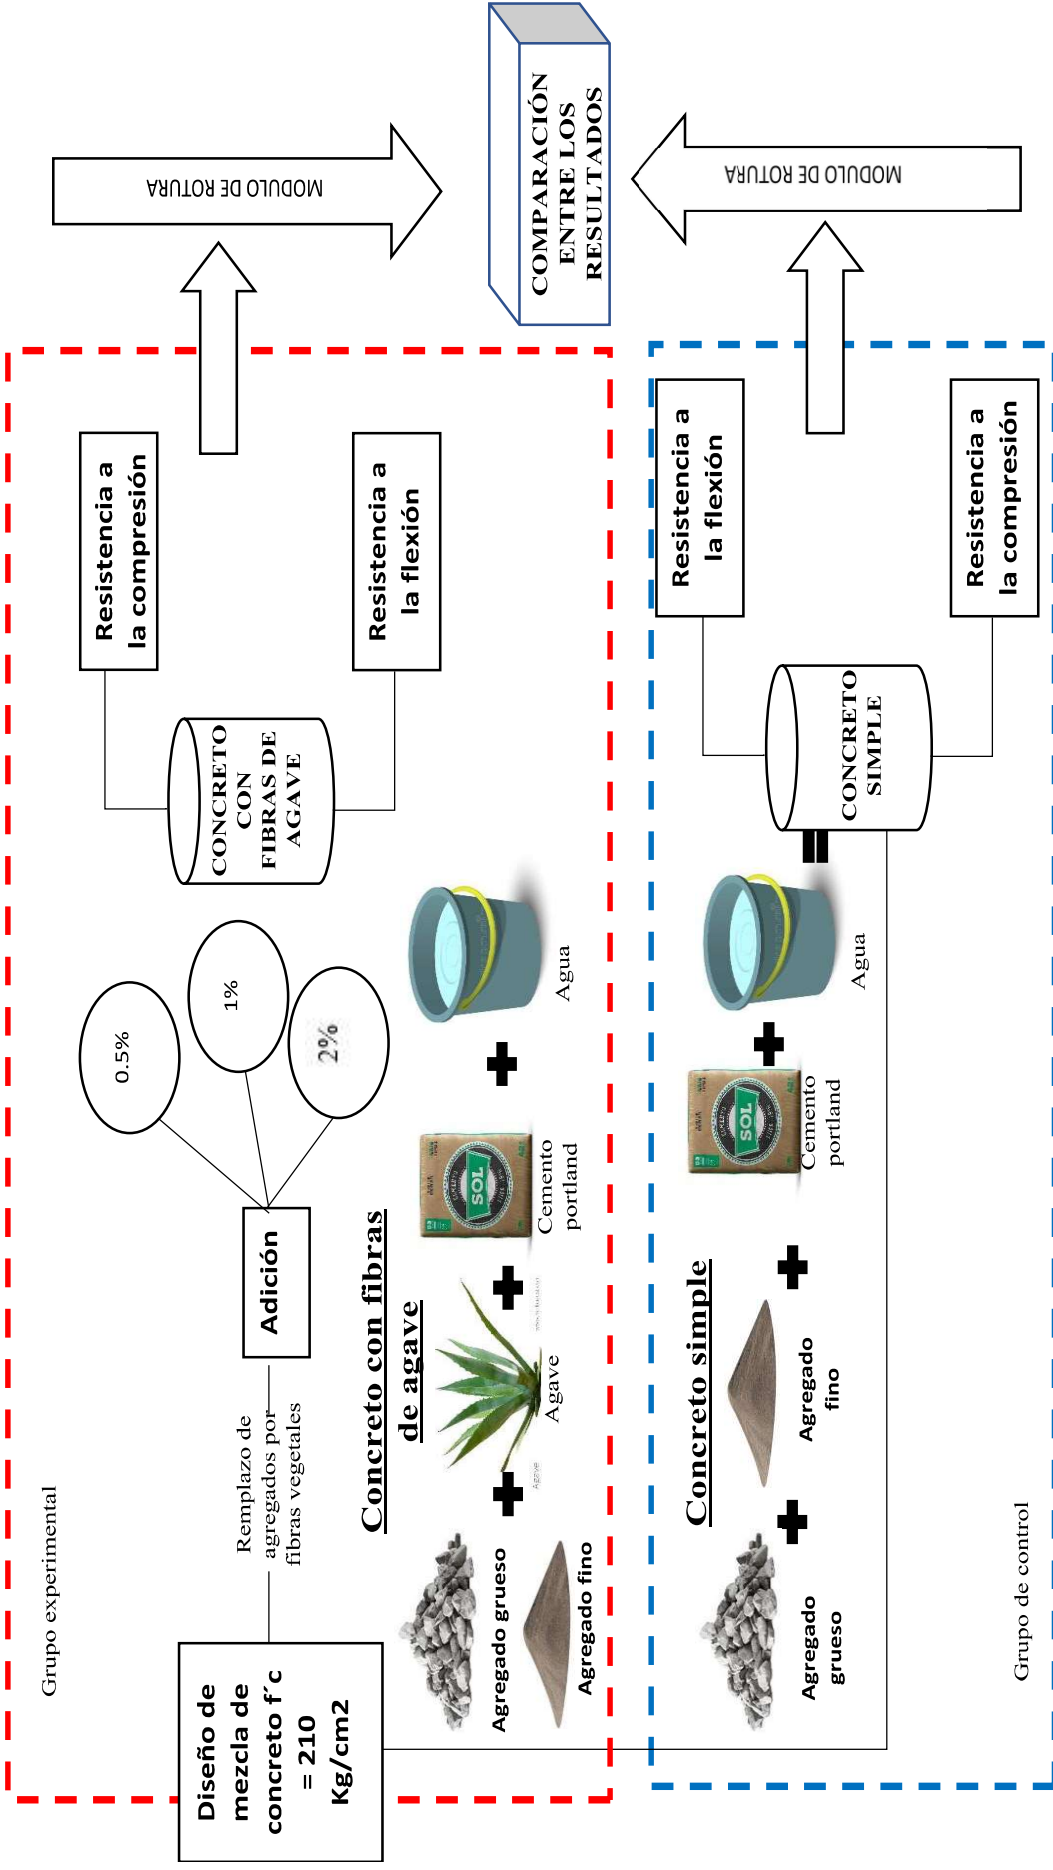 Grupo experimental
Diseño de
mezcla de
concreto f´c
= 210
Kg/cm2
Remplazo de
agregados por
fibras vegetales
Adición
0.5%
1%
2%
CONCRETO
CON
FIBRAS DE
AGAVE
Resistencia a
la compresión
Resistencia a
la flexión
MODULO DE ROTURA
Concreto con fibras
de agave
Agregado grueso
Agregado fino
Agave
Agave
SOL
Cemento
portland
Agua
COMPARACIÓN
ENTRE LOS
RESULTADOS
Concreto simple
Agregado
grueso
Agregado
fino
SOL
Cemento
portland
Agua
CONCRETO
SIMPLE
Resistencia a
la flexión
Resistencia a
la compresión
MODULO DE ROTURA
Grupo de control